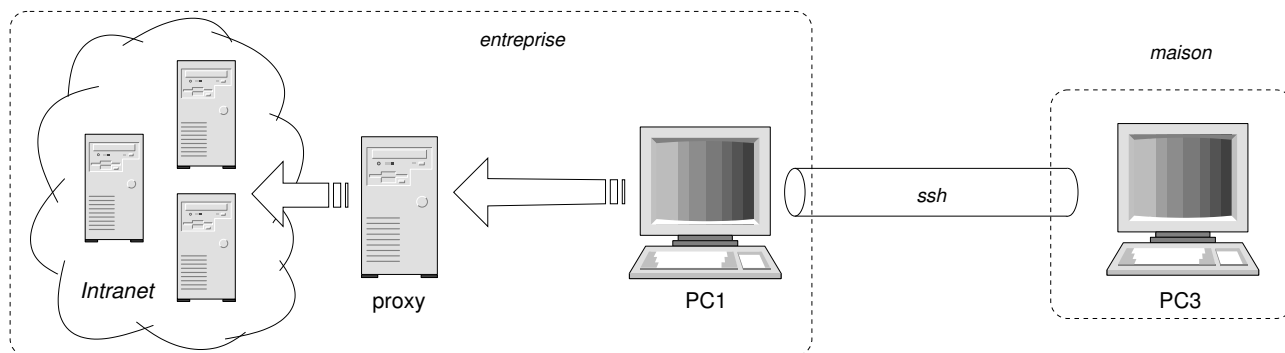 entreprise
maison
ssh
Intranet
proxy
PC1
PC3